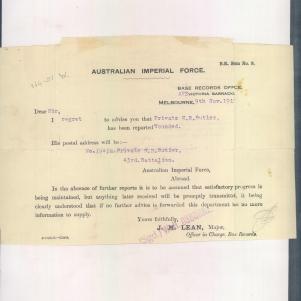 B.R. Form No. 9.
AUSTRALIAN IMPERIAL FORCE.
BASE RECORDS OFFICE,
VICTORIA BARRACKS,
MELBOURNE, 9th Nov. 191
Dear Sir,
I regret to advise you that Private
has been reported Wounded.
His postal address will be:—
Private
43rd. Battalion,
Australian Imperial Force,
Abroad.
In the absence of further reports it is to be assumed that satisfactory progress is
being maintained, but anything later received will be promptly transmitted, it being
clearly understood that if no further advice is forwarded this department has no more
information to supply.
Yours faithfully,
J. M. LEAN, Major,
Officer in Charge, Base Records.